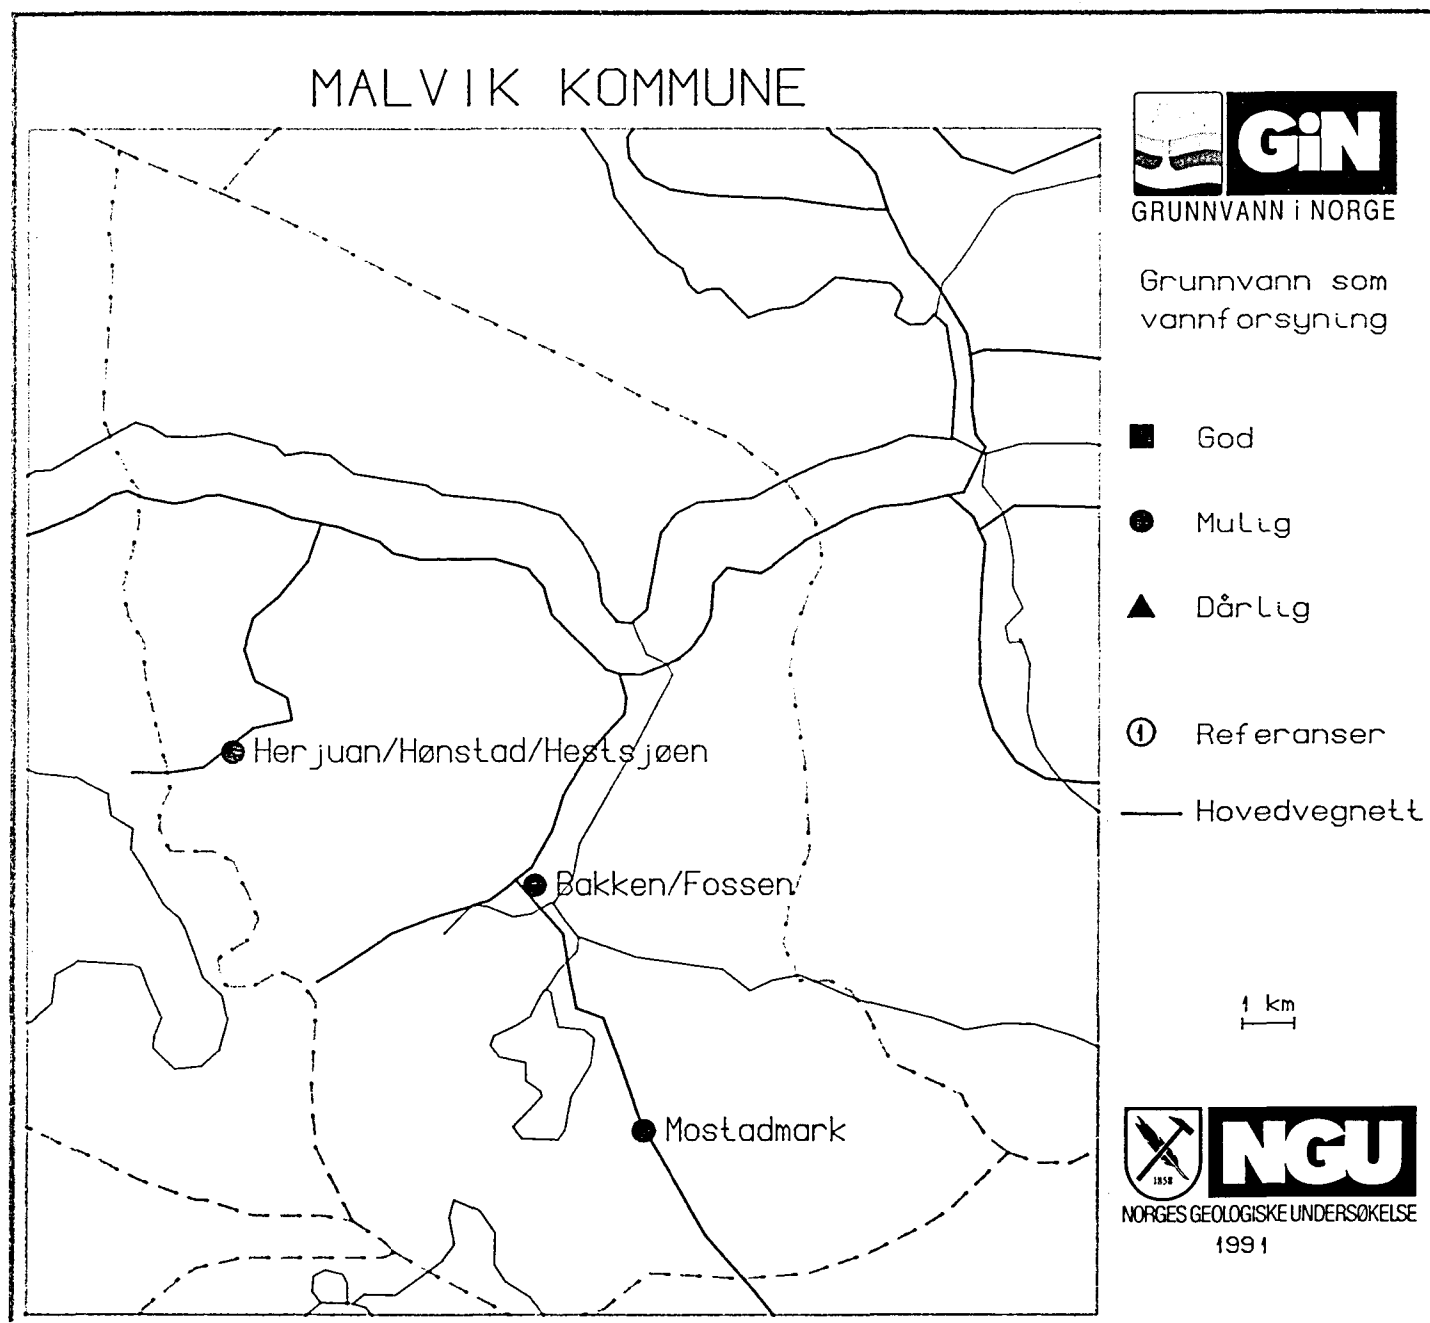 MALVIK KOMMUNE
GiN
GRUNNVANN i NORGE
Grunnvann som
vannforsyning
God
Mulig
Dårlig
1 Referanser
Hovedvegnett
Herjuan/Hønstad/Hestsjøen
Bakken/Fossen
Mostadmark
1 km
1858
NGU
NORGES GEOLOGISKE UNDERSØKELSE
1991